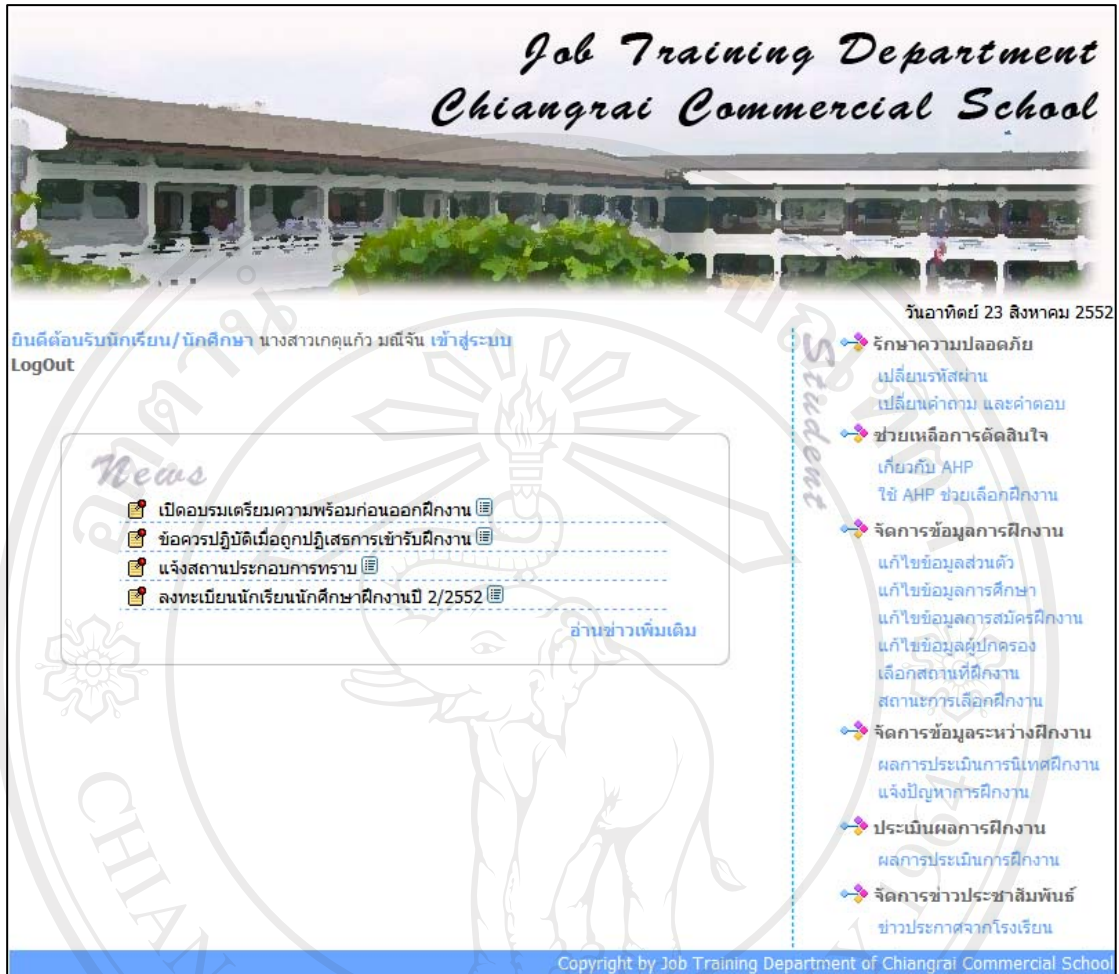 Job Training Department
Chiangrai Commercial School
วันอาทิตย์ 23 สิงหาคม 2552
ยินดีต้อนรับนักเรียน/นักศึกษา นางสาวเกตุแก้ว มณีจัน เข้าสู่ระบบ
LogOut
News
เปิดอบรมเตรียมความพร้อมก่อนออกฝึกงาน
ข้อควรปฏิบัติเมื่อถูกปฏิเสธการเข้ารับฝึกงาน
แจ้งสถานประกอบการทราบ
ลงทะเบียนนักเรียนนักศึกษาฝึกงานปี 2/2552
อ่านข่าวเพิ่มเติม
Student
รักษาความปลอดภัย
เปลี่ยนรหัสผ่าน
เปลี่ยนคำถาม และคำตอบ
ช่วยเหลือการตัดสินใจ
เกี่ยวกับ AHP
ใช้ AHP ช่วยเลือกฝึกงาน
จัดการข้อมูลการฝึกงาน
แก้ไขข้อมูลส่วนตัว
แก้ไขข้อมูลการศึกษา
แก้ไขข้อมูลการสมัครฝึกงาน
แก้ไขข้อมูลผู้ปกครอง
เลือกสถานที่ฝึกงาน
สถานะการเลือกฝึกงาน
จัดการข้อมูลระหว่างฝึกงาน
ผลการประเมินการนิเทศฝึกงาน
แจ้งปัญหาการฝึกงาน
ประเมินผลการฝึกงาน
ผลการประเมินการฝึกงาน
จัดการข่าวประชาสัมพันธ์
ข่าวประกาศจากโรงเรียน
Copyright by Job Training Department of Chiangrai Commercial School